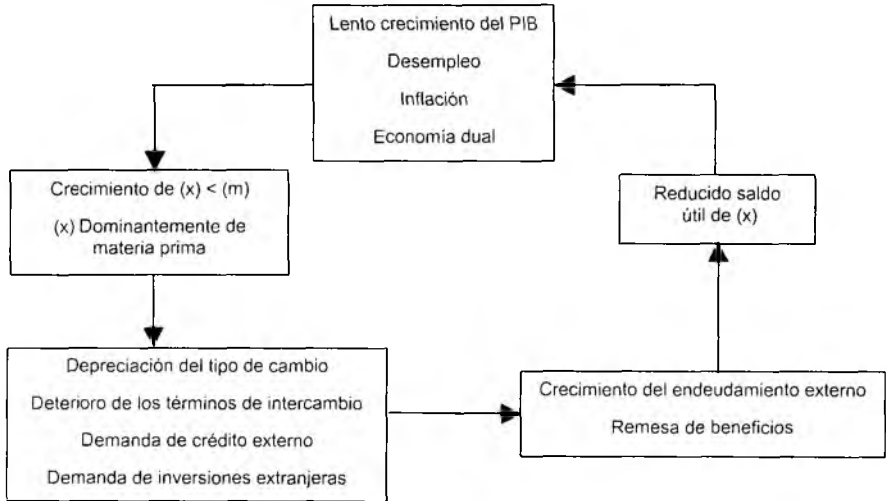 Lento crecimiento del PIB
Desempleo
Inflación
Economía dual
Crecimiento de (x) < (m)
(x) Dominantemente de
materia prima
Reducido saldo
útil de (x)
Depreciación del tipo de cambio
Deterioro de los términos de intercambio
Demanda de crédito externo
Demanda de inversiones extranjeras
Crecimiento del endeudamiento externo
Remesa de beneficios